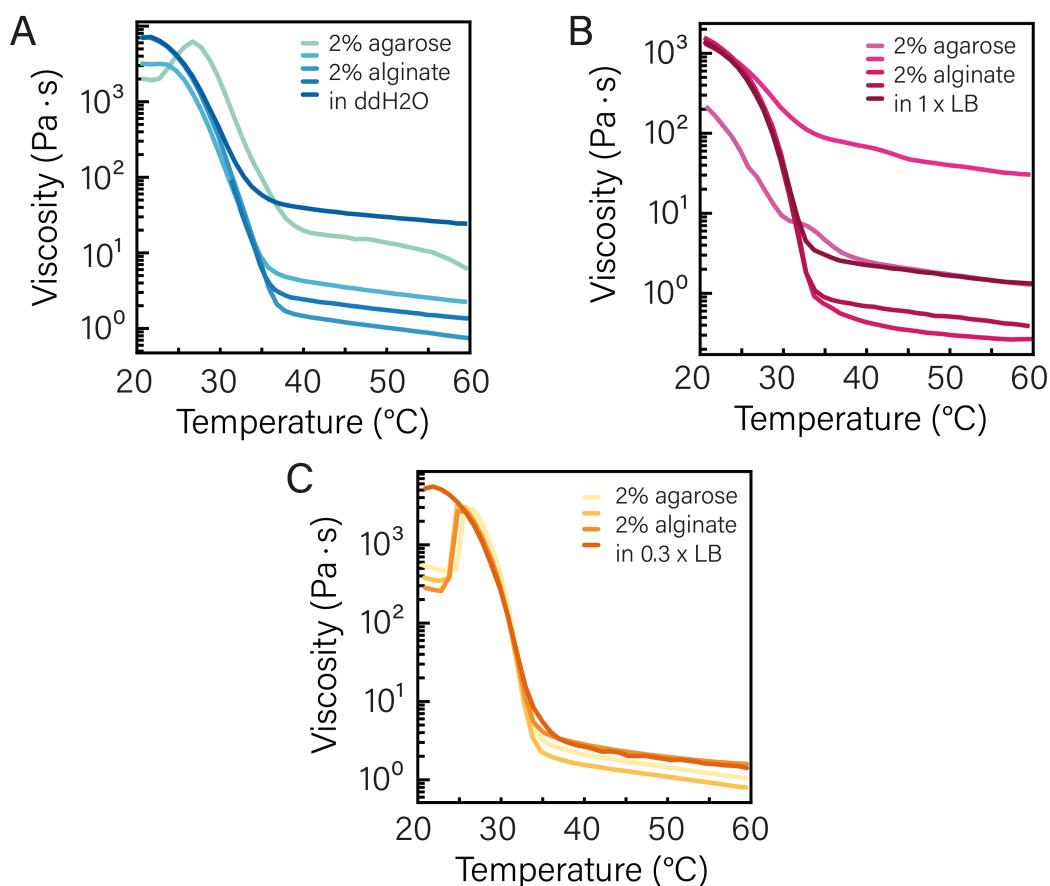 A
2% agarose
2% alginate
in ddH2O
Viscosity (Pa·s)
10³
10²
10¹
10⁰
20 30 40 50 60
Temperature (°C)
B
2% agarose
2% alginate
in 1 x LB
Viscosity (Pa·s)
10³
10²
10¹
10⁰
20 30 40 50 60
Temperature (°C)
C
2% agarose
2% alginate
in 0.3 x LB
Viscosity (Pa·s)
10³
10²
10¹
10⁰
20 30 40 50 60
Temperature (°C)